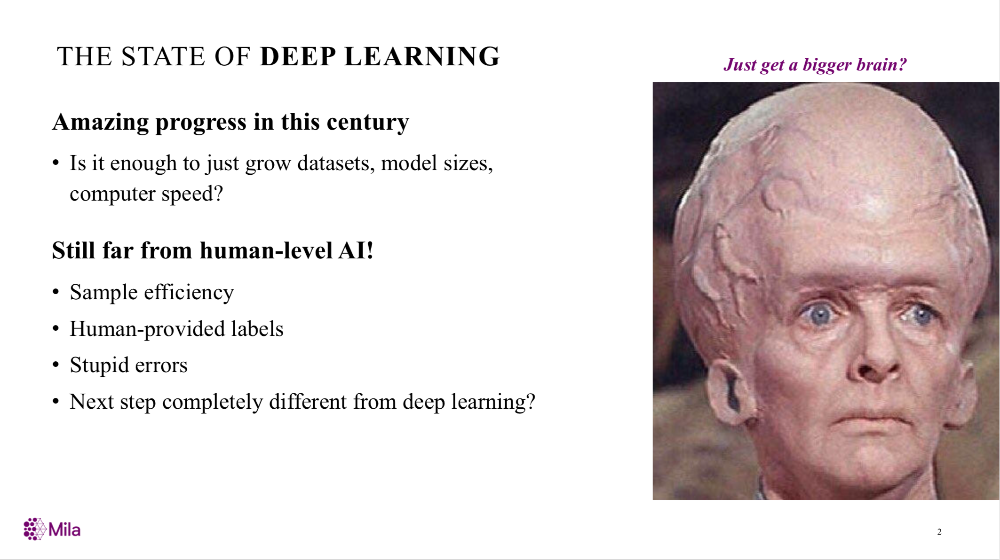 THE STATE OF DEEP LEARNING
Just get a bigger brain?
Amazing progress in this century
• Is it enough to just grow datasets, model sizes,
computer speed?
Still far from human-level AI!
• Sample efficiency
• Human-provided labels
• Stupid errors
• Next step completely different from deep learning?
Mila
2